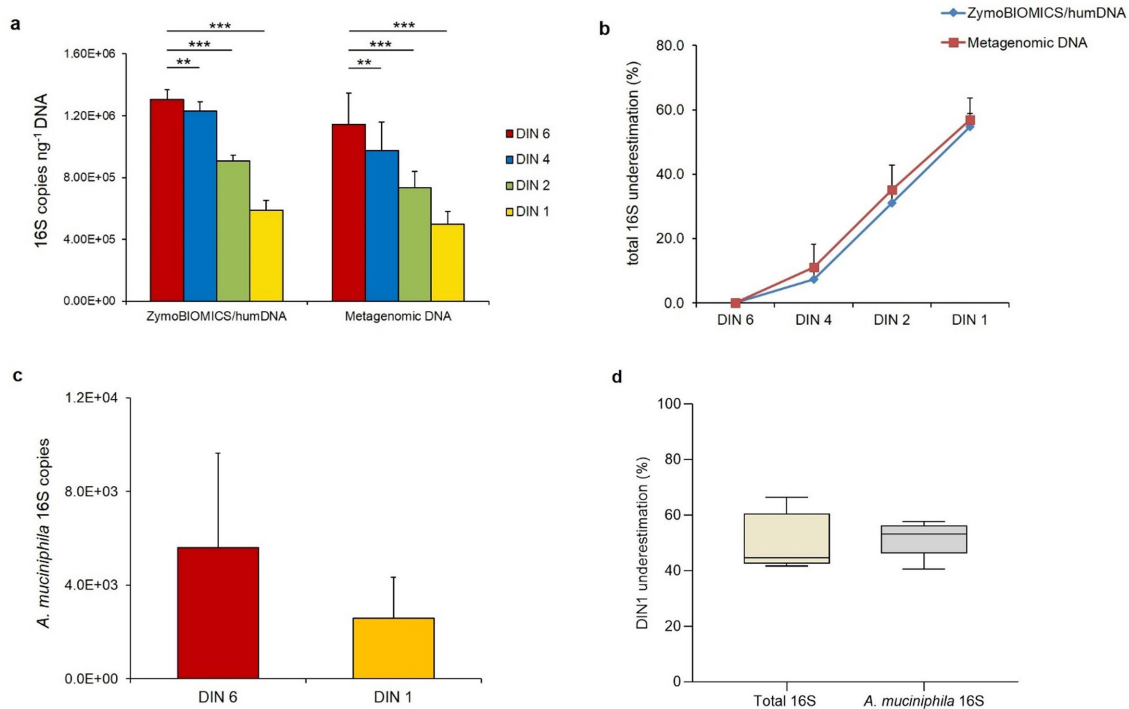 a
***
***
**
***
***
**
1.60E+06
1.20E+06
8.00E+05
4.00E+05
0.00E+00
16S copies ng⁻¹ DNA
ZymoBIOMICS/humDNA
Metagenomic DNA
DIN 6
DIN 4
DIN 2
DIN 1
b
ZymoBIOMICS/humDNA
Metagenomic DNA
80.0
60.0
40.0
20.0
0.0
total 16S underestimation (%)
DIN 6
DIN 4
DIN 2
DIN 1
c
1.2E+04
8.0E+03
4.0E+03
0.0E+00
A. muciniphila 16S copies
DIN 6
DIN 1
d
100
80
60
40
20
0
DIN1 underestimation (%)
Total 16S
A. muciniphila 16S